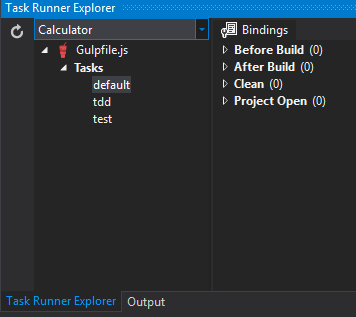 Task Runner Explorer
Calculator
Bindings
Gulpfile.js
Tasks
default
tdd
test
Before Build (0)
After Build (0)
Clean (0)
Project Open (0)
Task Runner Explorer
Output